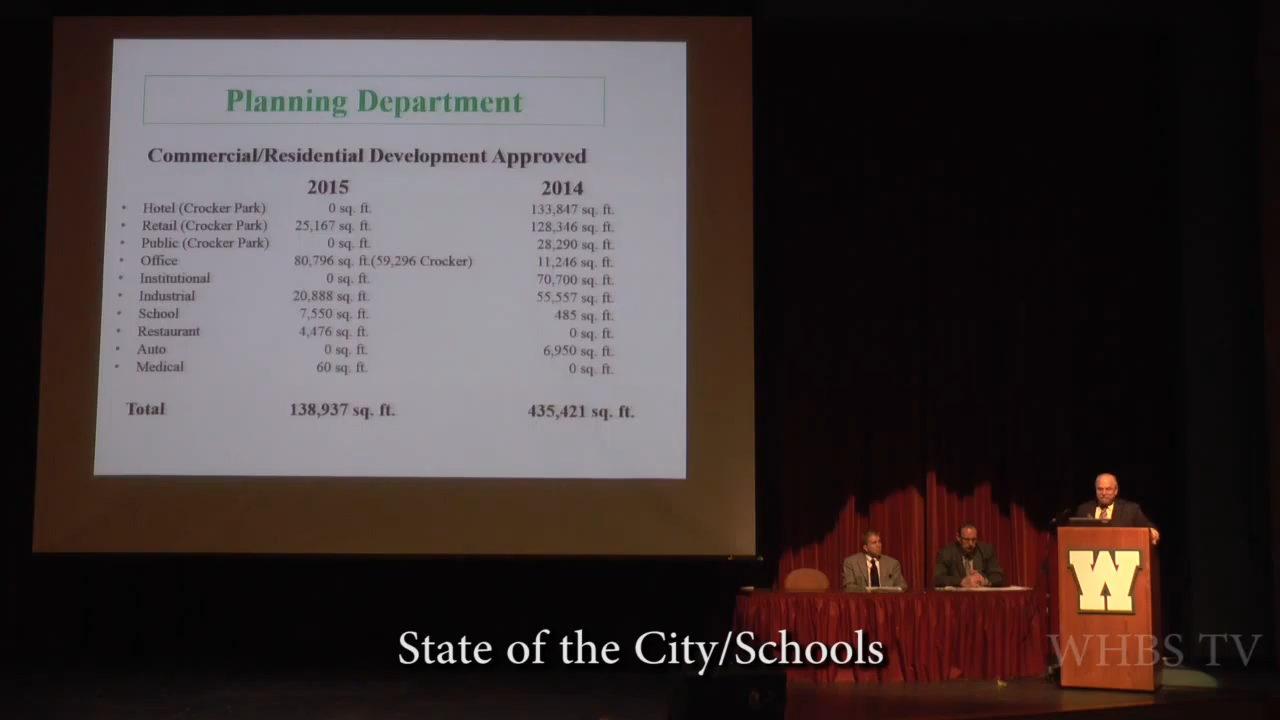 Planning Department
Commercial/Residential Development Approved
2015 2014
• Hotel (Crocker Park) 0 sq. ft. 133,847 sq. ft.
• Retail (Crocker Park) 25,167 sq. ft. 128,346 sq. ft.
• Public (Crocker Park) 0 sq. ft. 28,290 sq. ft.
• Office 80,796 sq. ft.(59,296 Crocker) 11,246 sq. ft.
• Institutional 0 sq. ft. 70,700 sq. ft.
• Industrial 20,888 sq. ft. 55,557 sq. ft.
• School 7,550 sq. ft. 485 sq. ft.
• Restaurant 4,476 sq. ft. 0 sq. ft.
• Auto 0 sq. ft. 6,950 sq. ft.
• Medical 60 sq. ft. 0 sq. ft.
Total 138,937 sq. ft. 435,421 sq. ft.
W
State of the City/Schools
WHBS TV